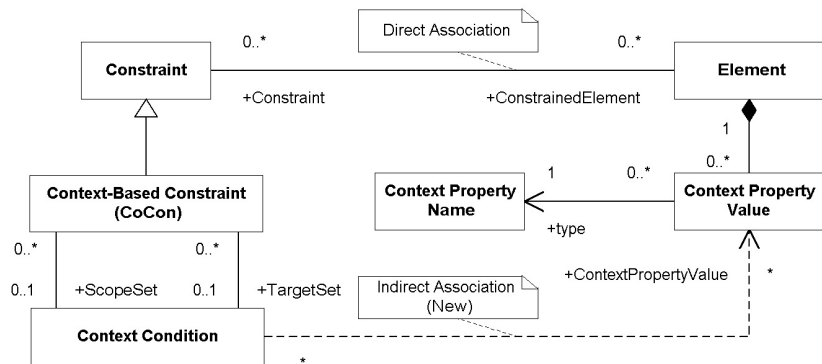 Direct Association
0..*
0..*
Constraint
Element
+Constraint
+ConstrainedElement
1
0..*
Context-Based Constraint
(CoCon)
Context Property
Name
1
0..*
Context Property
Value
+type
0..*
0..*
+ContextPropertyValue
*
0..1
+ScopeSet
0..1
+TargetSet
Indirect Association
(New)
Context Condition
*